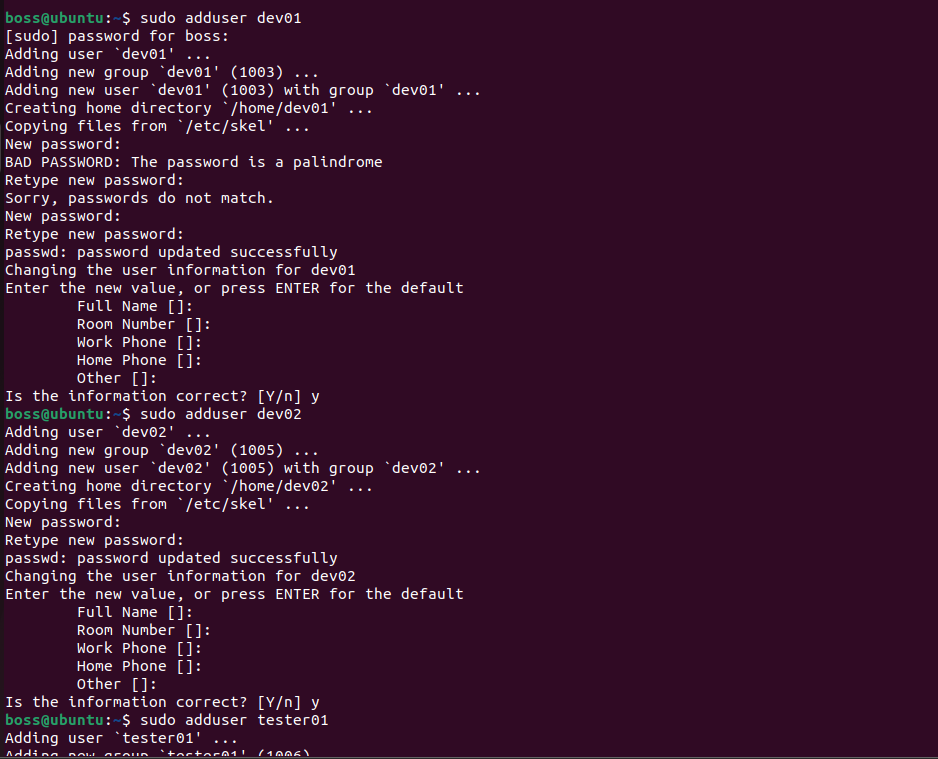 boss@ubuntu:~$ sudo adduser dev01
[sudo] password for boss:
Adding user `dev01' ...
Adding new group `dev01' (1003) ...
Adding new user `dev01' (1003) with group `dev01' ...
Creating home directory `/home/dev01' ...
Copying files from `/etc/skel' ...
New password:
BAD PASSWORD: The password is a palindrome
Retype new password:
Sorry, passwords do not match.
New password:
Retype new password:
passwd: password updated successfully
Changing the user information for dev01
Enter the new value, or press ENTER for the default
        Full Name []:
        Room Number []:
        Work Phone []:
        Home Phone []:
        Other []:
Is the information correct? [Y/n] y
boss@ubuntu:~$ sudo adduser dev02
Adding user `dev02' ...
Adding new group `dev02' (1005) ...
Adding new user `dev02' (1005) with group `dev02' ...
Creating home directory `/home/dev02' ...
Copying files from `/etc/skel' ...
New password:
Retype new password:
passwd: password updated successfully
Changing the user information for dev02
Enter the new value, or press ENTER for the default
        Full Name []:
        Room Number []:
        Work Phone []:
        Home Phone []:
        Other []:
Is the information correct? [Y/n] y
boss@ubuntu:~$ sudo adduser tester01
Adding user `tester01' ...
Adding new group `tester01' (1006)